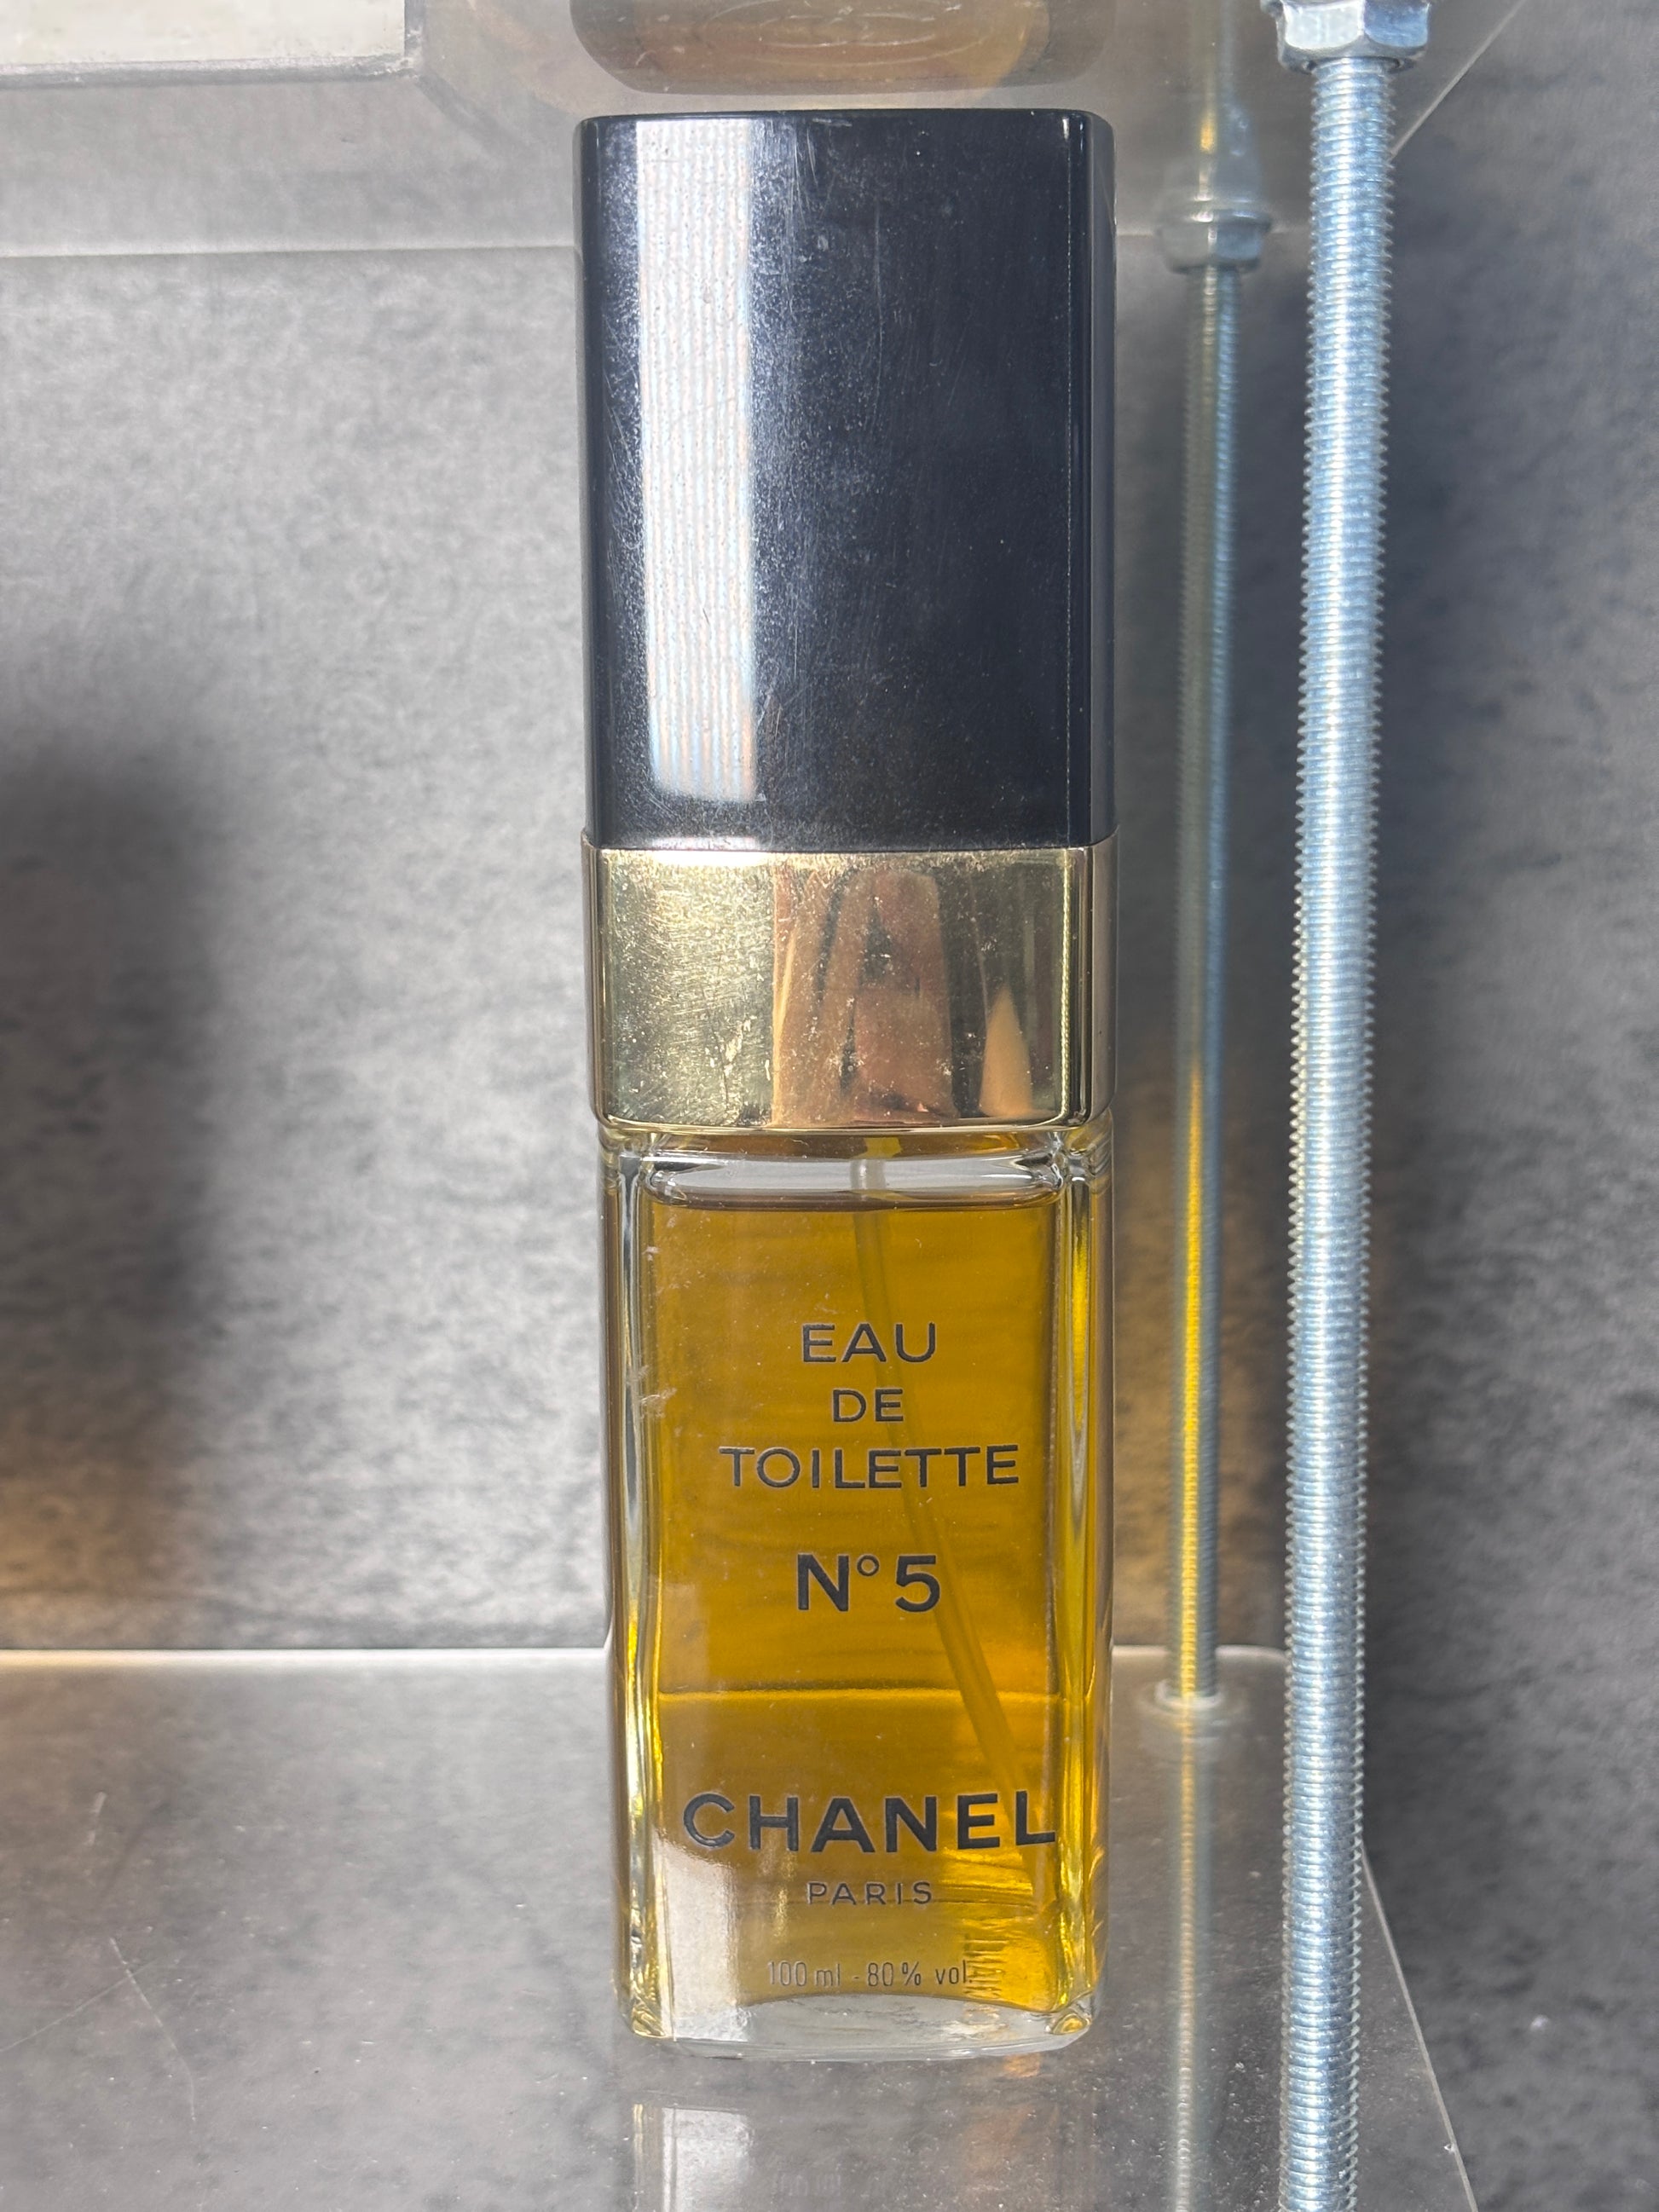 EAU
DE
TOILETTE
N°5
CHANEL
PARIS
100 ml - 80% vol.